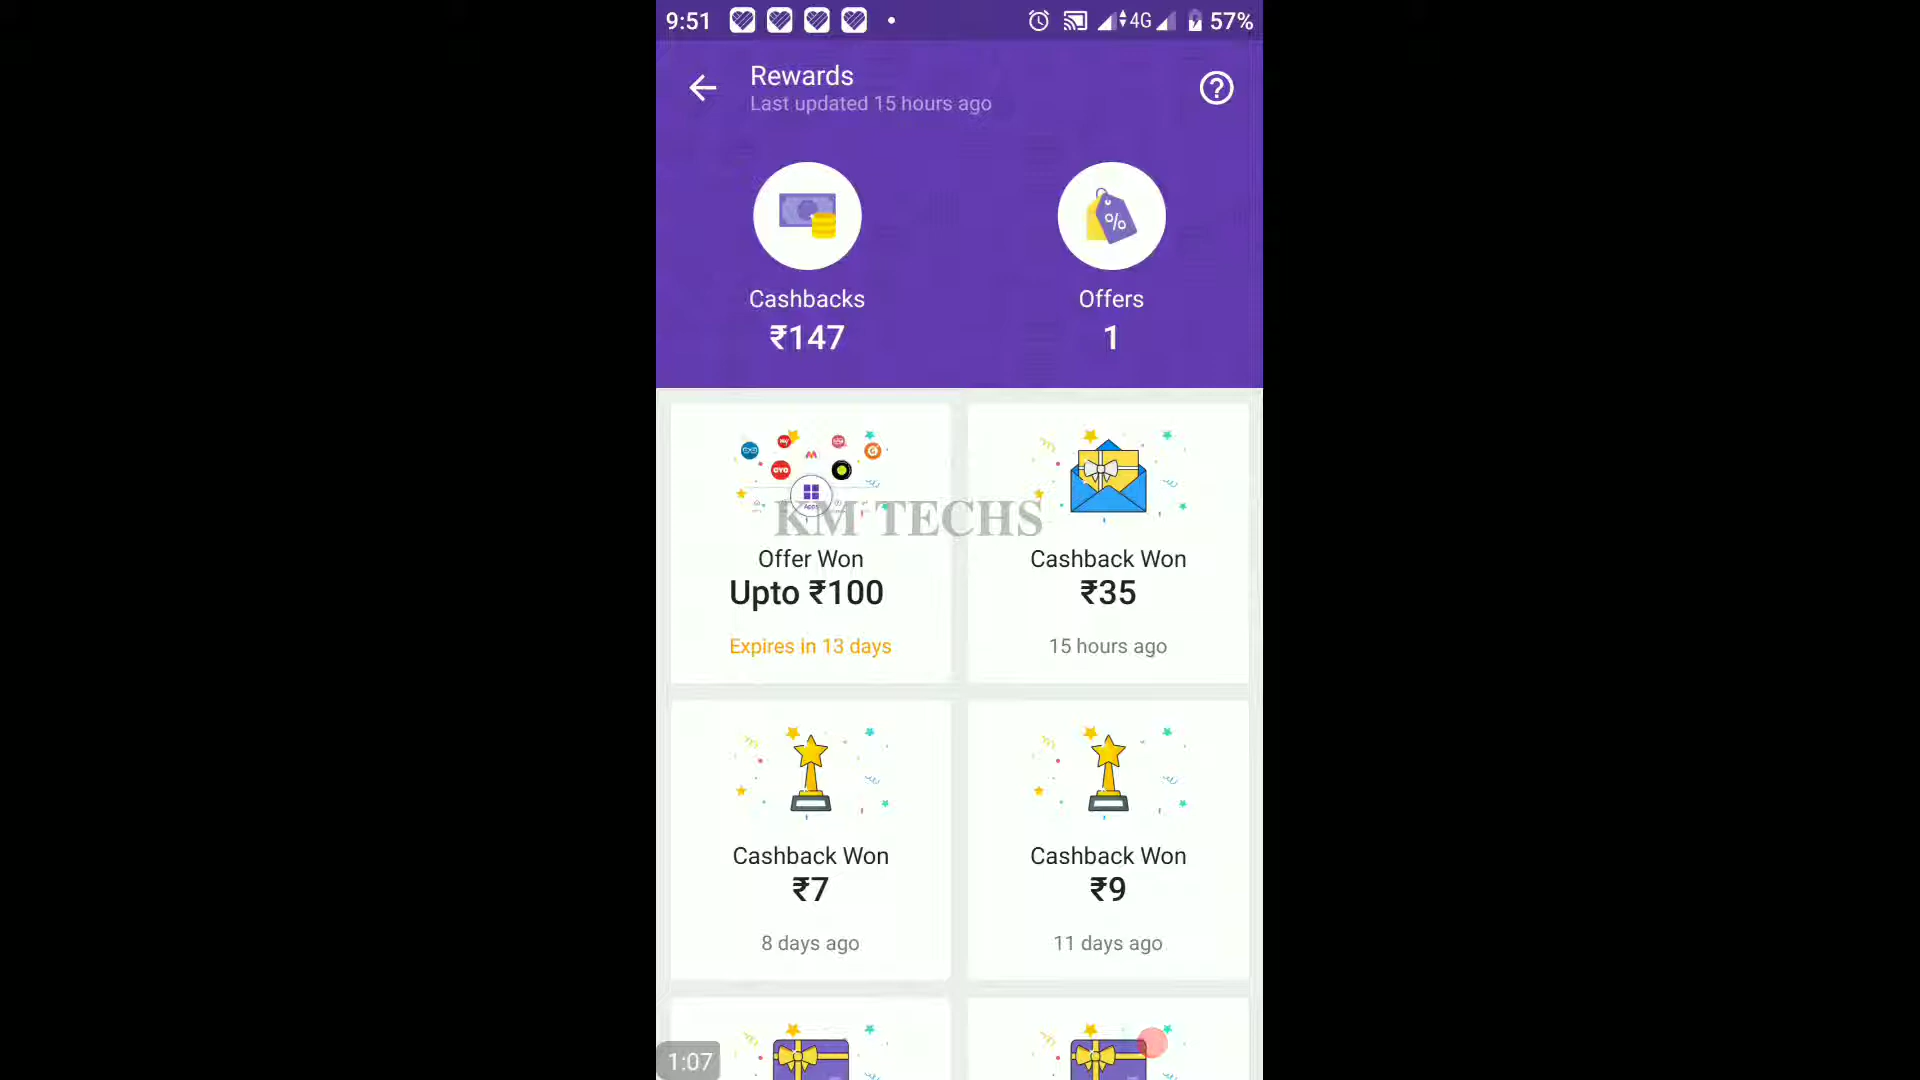 9:51
4G
57%
Rewards
Last updated 15 hours ago
Cashbacks
₹147
Offers
1
OYO
Apps
KM TECHS
Offer Won
Upto ₹100
Expires in 13 days
Cashback Won
₹35
15 hours ago
Cashback Won
₹7
8 days ago
Cashback Won
₹9
11 days ago
1:07